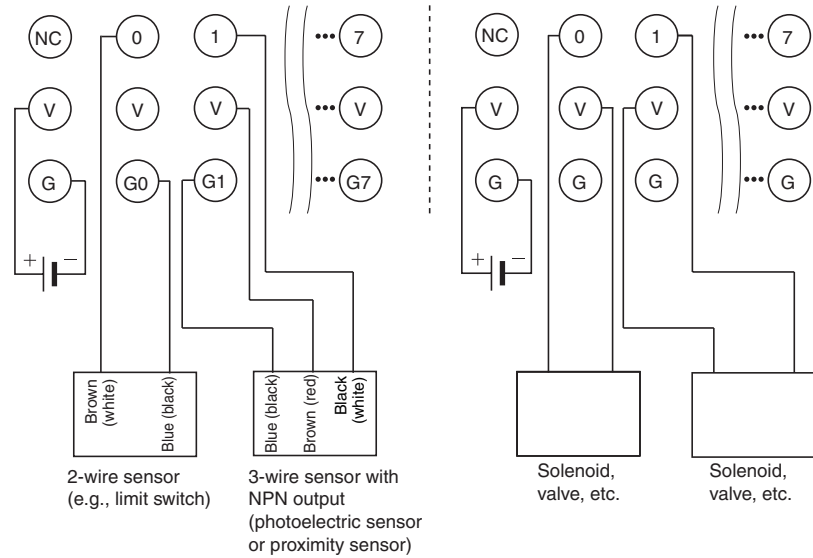 NC 0 1 ••• 7
V V V ••• V
G G0 G1 ••• G7
+ −
Brown
(white)
Blue (black)
Blue (black)
Brown (red)
Black
(white)
2-wire sensor
(e.g., limit switch)
3-wire sensor with
NPN output
(photoelectric sensor
or proximity sensor)
NC 0 1 ••• 7
V V V ••• V
G G G ••• G
+ −
Solenoid,
valve, etc.
Solenoid,
valve, etc.